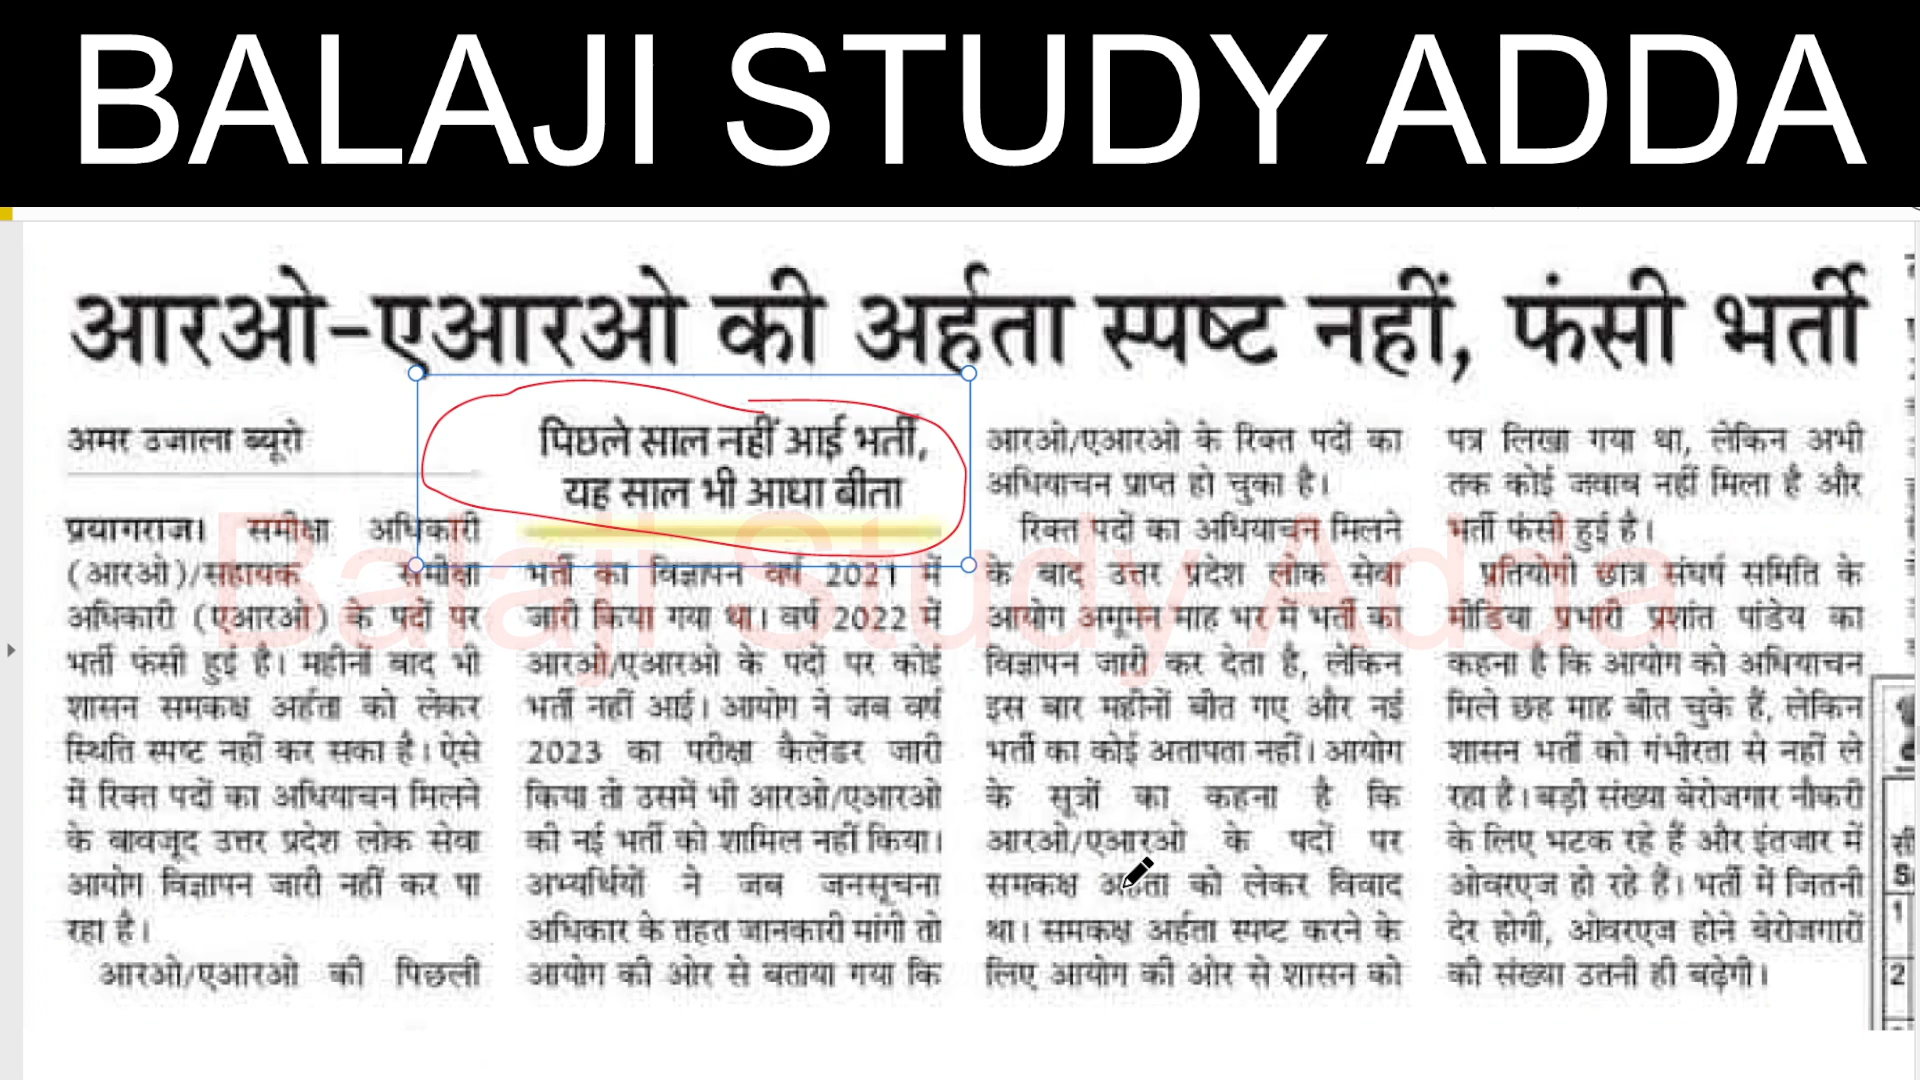 BALAJI STUDY ADDA
आरओ-एआरओ की अर्हता स्पष्ट नहीं, फंसी भर्ती
अमर उजाला ब्यूरो
प्रयागराज। समीक्षा अधिकारी
(आरओ)/सहायक समीक्षा
अधिकारी (एआरओ) के पदों पर
भर्ती फंसी हुई है। महीनों बाद भी
शासन समकक्ष अर्हता को लेकर
स्थिति स्पष्ट नहीं कर सका है। ऐसे
में रिक्त पदों का अधियाचन मिलने
के बावजूद उत्तर प्रदेश लोक सेवा
आयोग विज्ञापन जारी नहीं कर पा
रहा है।
आरओ/एआरओ की पिछली
पिछले साल नहीं आई भर्ती,
यह साल भी आधा बीता
भर्ती का विज्ञापन वर्ष 2021 में
जारी किया गया था। वर्ष 2022 में
आरओ/एआरओ के पदों पर कोई
भर्ती नहीं आई। आयोग ने जब वर्ष
2023 का परीक्षा कैलेंडर जारी
किया तो उसमें भी आरओ/एआरओ
की नई भर्ती को शामिल नहीं किया।
अभ्यर्थियों ने जब जनसूचना
अधिकार के तहत जानकारी मांगी तो
आयोग की ओर से बताया गया कि
आरओ/एआरओ के रिक्त पदों का
अधियाचन प्राप्त हो चुका है।
रिक्त पदों का अधियाचन मिलने
के बाद उत्तर प्रदेश लोक सेवा
आयोग अमूमन माह भर में भर्ती का
विज्ञापन जारी कर देता है, लेकिन
इस बार महीनों बीत गए और नई
भर्ती का कोई अतापता नहीं। आयोग
के सूत्रों का कहना है कि
आरओ/एआरओ के पदों पर
समकक्ष अर्हता को लेकर विवाद
था। समकक्ष अर्हता स्पष्ट करने के
लिए आयोग की ओर से शासन को
पत्र लिखा गया था, लेकिन अभी
तक कोई जवाब नहीं मिला है और
भर्ती फंसी हुई है।
प्रतियोगी छात्र संघर्ष समिति के
मीडिया प्रभारी प्रशांत पांडेय का
कहना है कि आयोग को अधियाचन
मिले छह माह बीत चुके हैं, लेकिन
शासन भर्ती को गंभीरता से नहीं ले
रहा है। बड़ी संख्या बेरोजगार नौकरी
के लिए भटक रहे हैं और इंतजार में
ओवरएज हो रहे हैं। भर्ती में जितनी
देर होगी, ओवरएज होने बेरोजगारों
की संख्या उतनी ही बढ़ेगी।
Balaji Study Adda
1
2